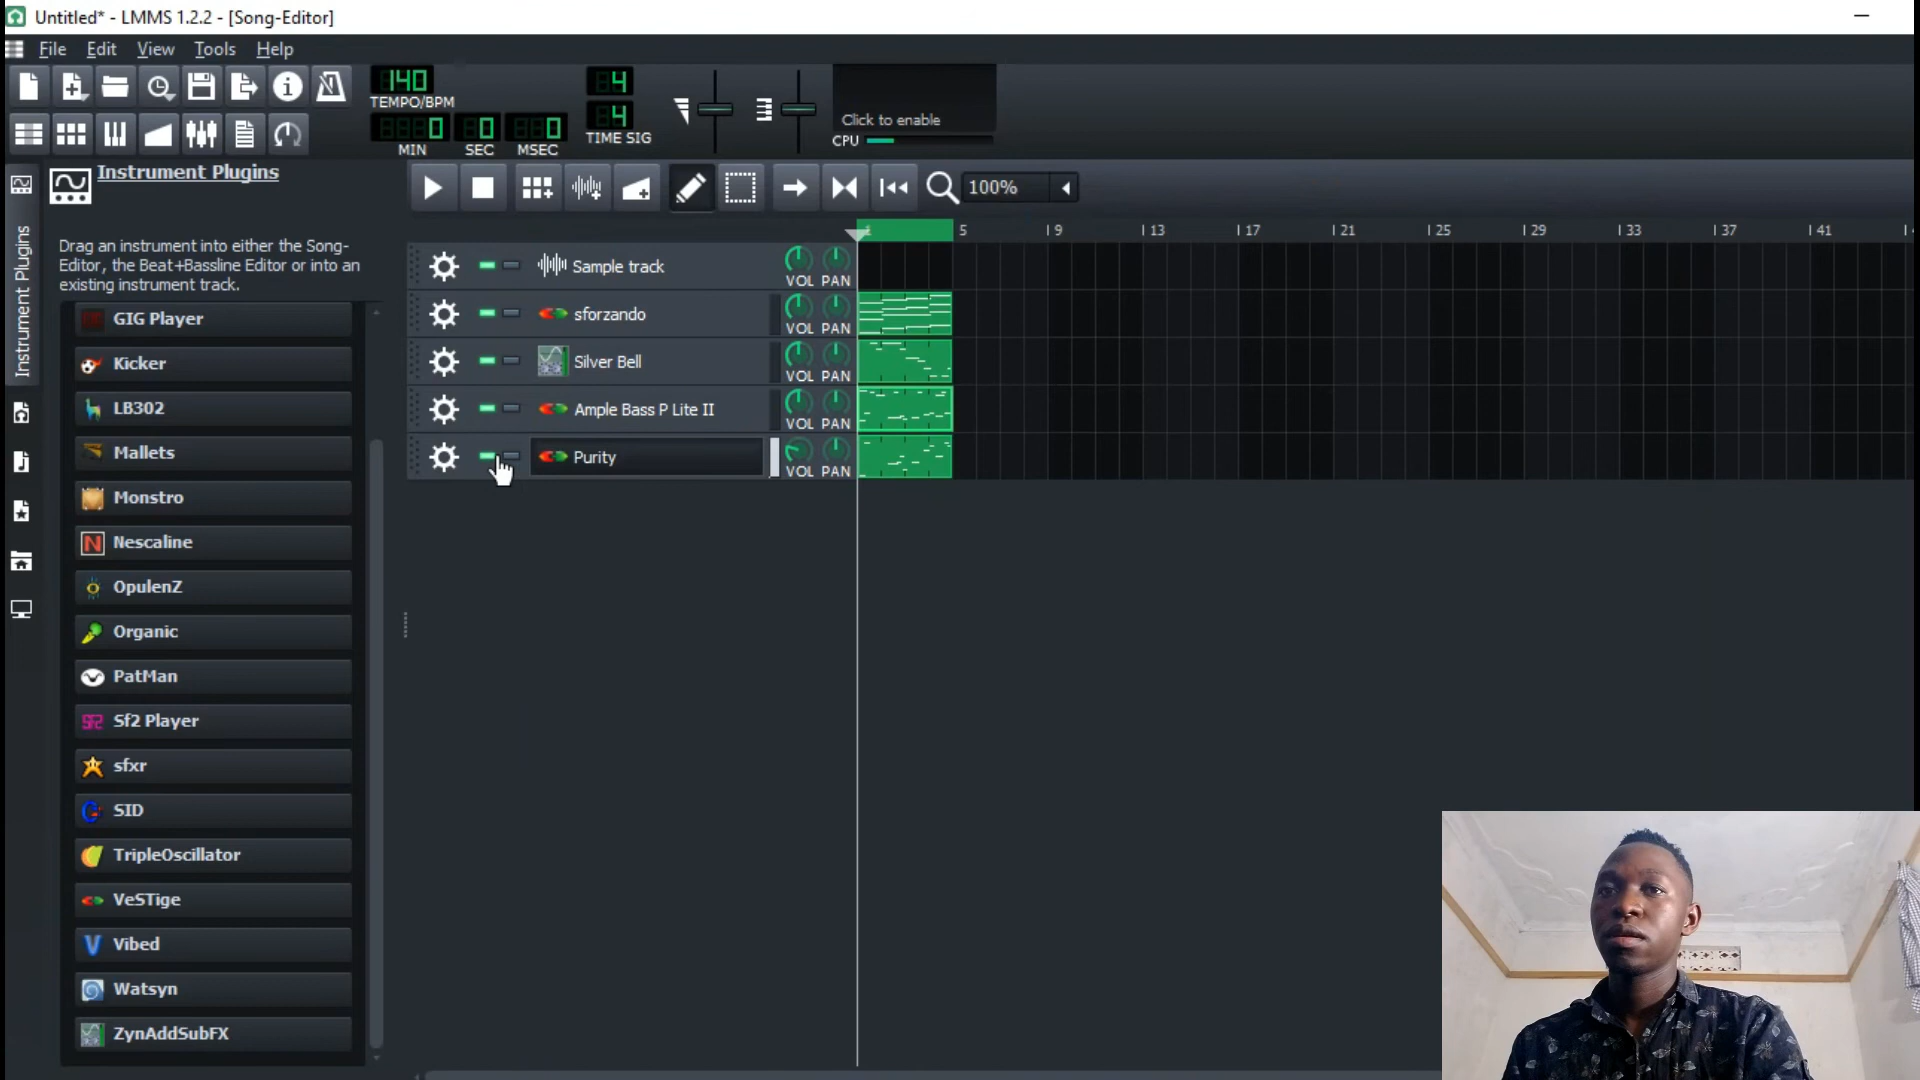 Untitled* - LMMS 1.2.2 - [Song-Editor]
File Edit View Tools Help
140
TEMPO/BPM
0 0 0
MIN SEC MSEC
4
4
TIME SIG
Click to enable
CPU
Instrument Plugins
Instrument Plugins
Drag an instrument into either the Song-
Editor, the Beat+Bassline Editor or into an
existing instrument track.
GIG Player
Kicker
LB302
Mallets
Monstro
Nescaline
OpulenZ
Organic
PatMan
Sf2 Player
sfxr
SID
TripleOscillator
VeSTige
Vibed
Watsyn
ZynAddSubFX
100%
5 9 13 17 21 25 29 33 37 41
Sample track
VOL PAN
sforzando
VOL PAN
Silver Bell
VOL PAN
Ample Bass P Lite II
VOL PAN
Purity
VOL PAN